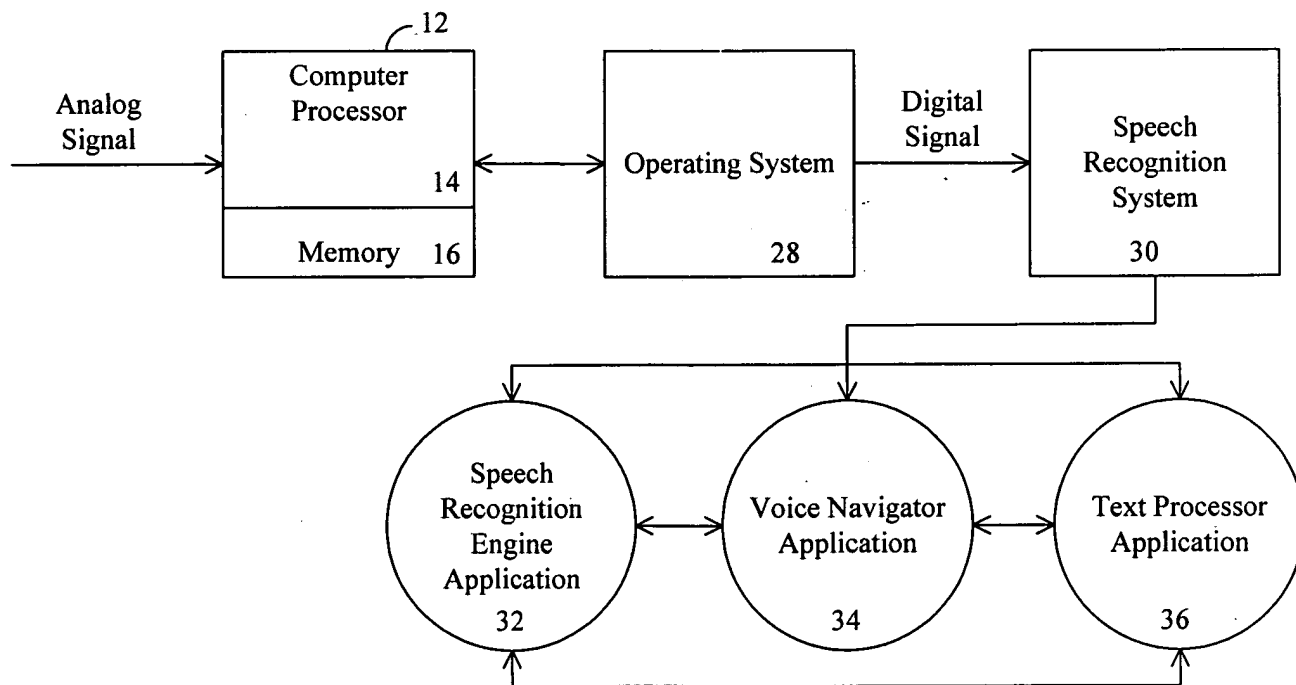 12
Computer
Processor
Analog
Signal
14
Memory 16
Operating System
28
Digital
Signal
Speech
Recognition
System
30
Speech
Recognition
Engine
Application
32
Voice Navigator
Application
34
Text Processor
Application
36